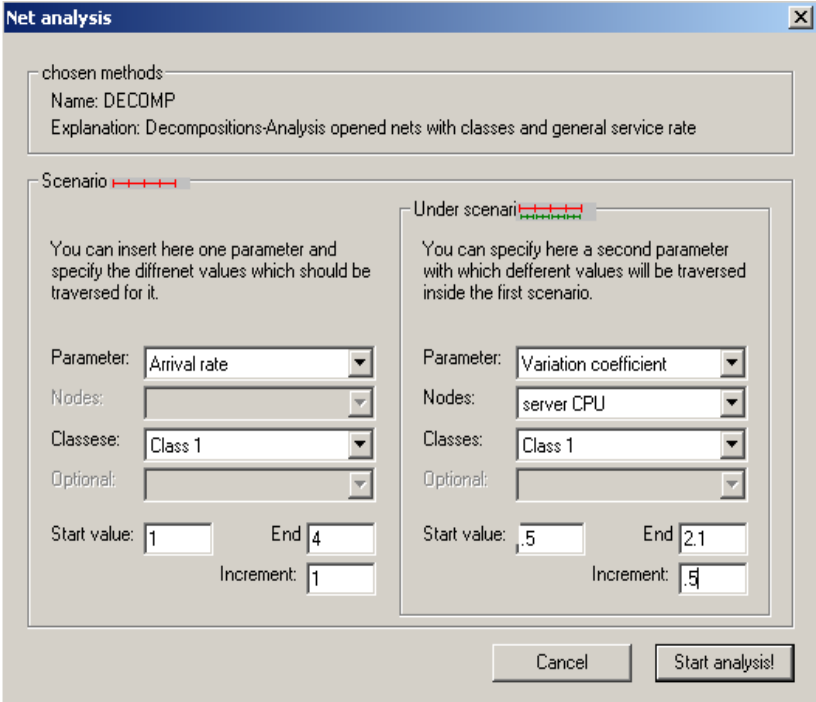 Net analysis
chosen methods
Name: DECOMP
Explanation: Decompositions-Analysis opened nets with classes and general service rate
Scenario
You can insert here one parameter and
specify the diffrenet values which should be
traversed for it.
Parameter: Arrival rate
Nodes:
Classese: Class 1
Optional:
Start value: 1 End 4
Increment: 1
Under scenari
You can specify here a second parameter
with which defferent values will be traversed
inside the first scenario.
Parameter: Variation coefficient
Nodes: server CPU
Classes: Class 1
Optional:
Start value: .5 End 2.1
Increment: .5
Cancel Start analysis!